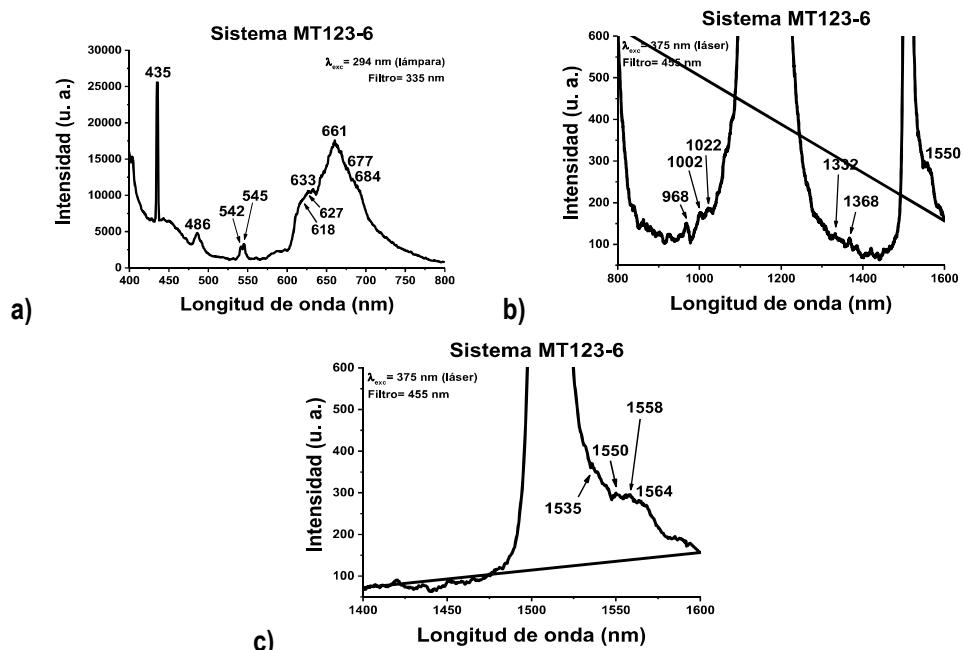 Sistema MT123-6
λexc= 294 nm (lámpara)
Filtro= 335 nm
Intensidad (u. a.)
30000
25000
20000
15000
10000
5000
0
435
486
542
545
633
627
618
661
677
684
400 450 500 550 600 650 700 750 800
Longitud de onda (nm)
a)
Sistema MT123-6
λexc= 375 nm (láser)
Filtro= 455 nm
Intensidad (u. a.)
600
500
400
300
200
100
968
1002
1022
1332
1368
1550
800 1000 1200 1400 1600
Longitud de onda (nm)
b)
Sistema MT123-6
λexc= 375 nm (láser)
Filtro= 455 nm
Intensidad (u. a.)
600
500
400
300
200
100
1535
1550
1558
1564
1400 1450 1500 1550 1600
Longitud de onda (nm)
c)